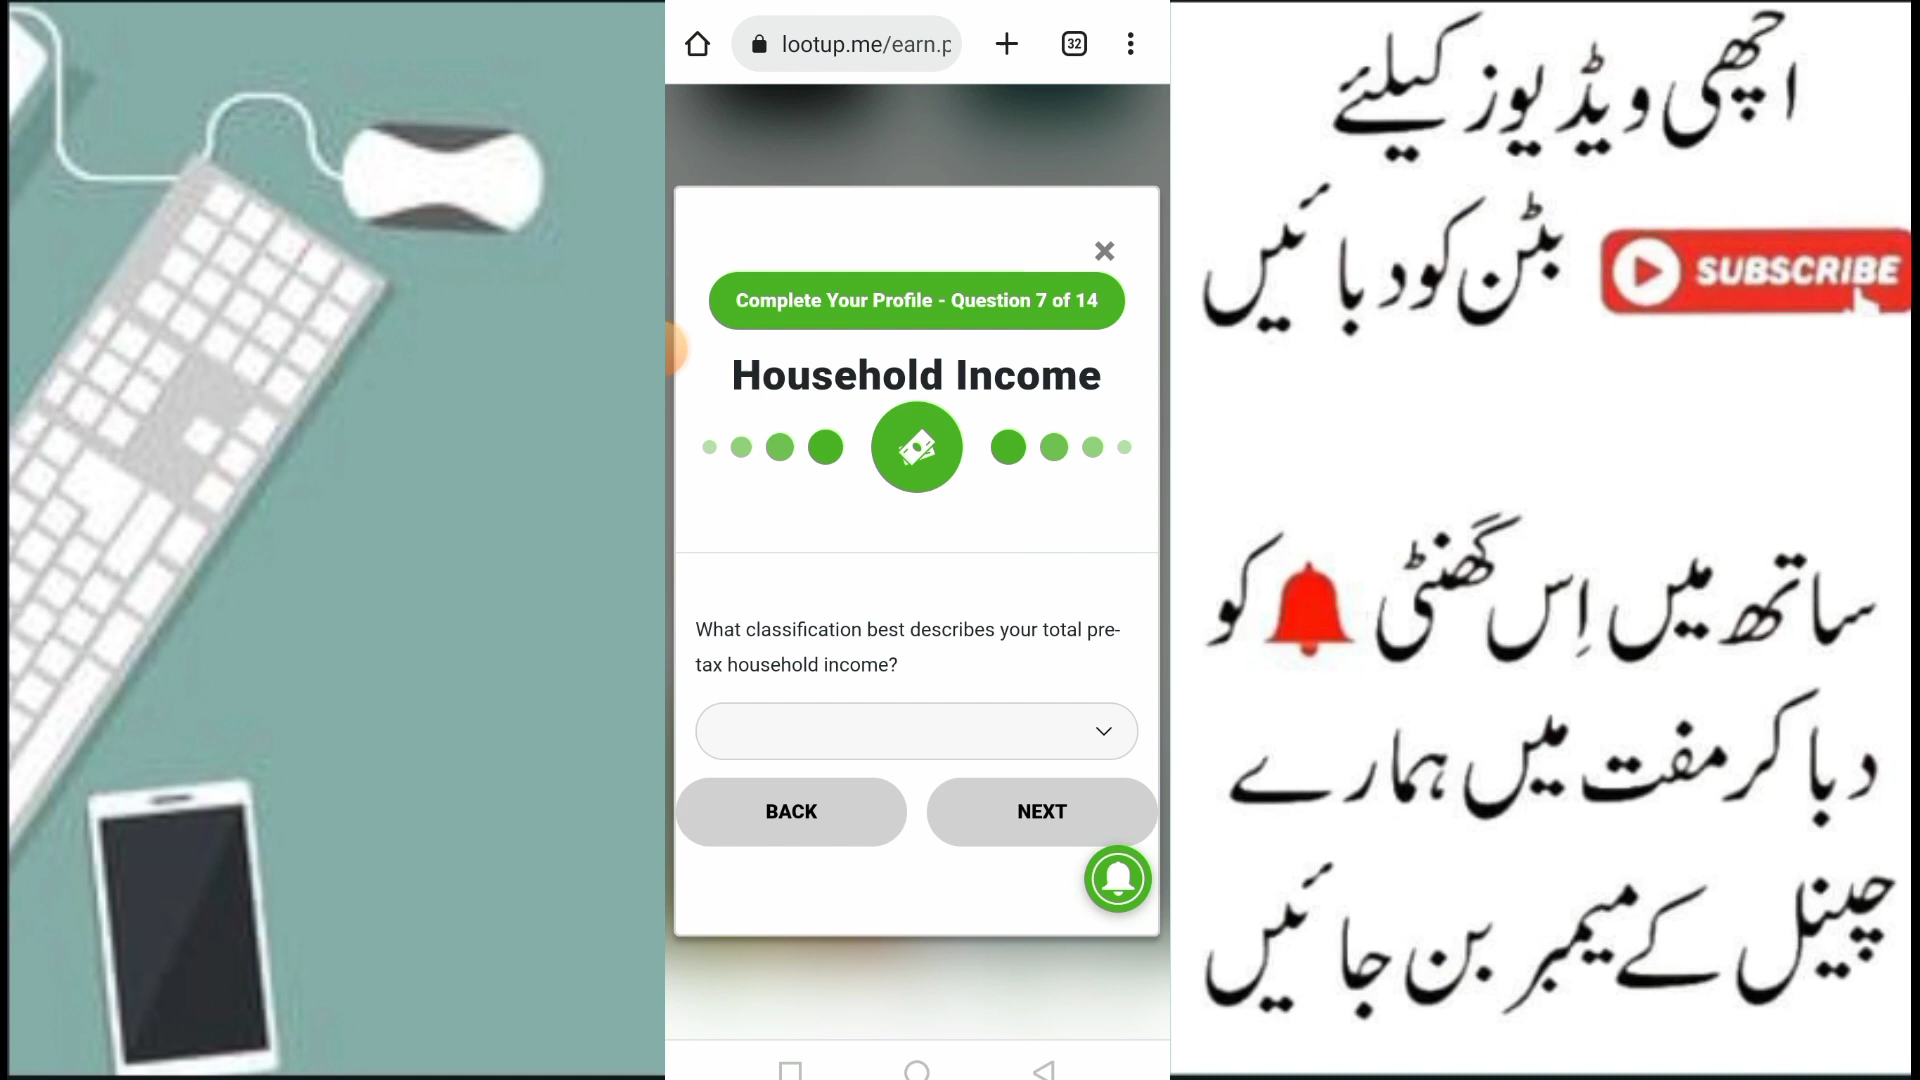 lootup.me/earn.p
32
Complete Your Profile - Question 7 of 14
Household Income
What classification best describes your total pre-
tax household income?
BACK
NEXT
اچھی ویڈیوز کیلئے
بٹن کو دبائیں SUBSCRIBE
ساتھ میں اِس گھنٹی کو
دبا کر مفت میں ہمارے
چینل کے میمبر بن جائیں